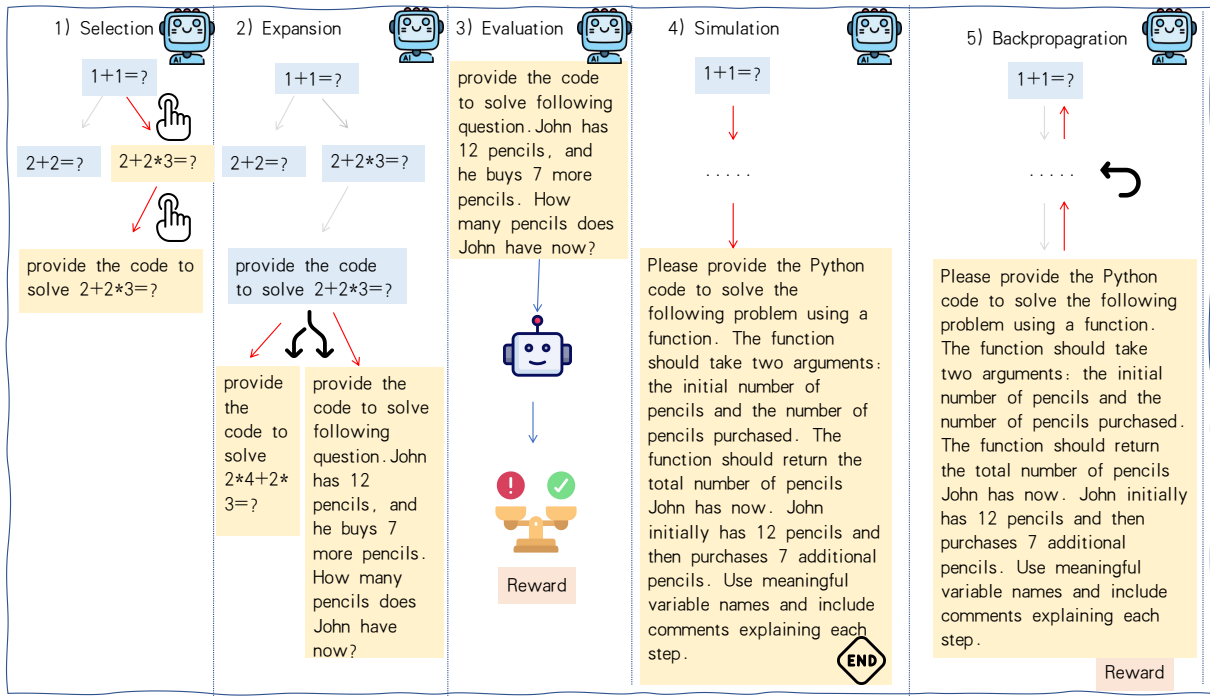 1) Selection
AI
1+1=?
2+2=?
2+2*3=?
provide the code to
solve 2+2*3=?
2) Expansion
AI
1+1=?
2+2=?
2+2*3=?
provide the code
to solve 2+2*3=?
provide
the
code to
solve
2*4+2*
3=?
provide the
code to solve
following
question.John
has 12
pencils, and
he buys 7
more pencils.
How many
pencils does
John have
now?
3) Evaluation
AI
provide the code
to solve following
question.John has
12 pencils, and
he buys 7 more
pencils. How
many pencils does
John have now?
Reward
4) Simulation
AI
1+1=?
.....
Please provide the Python
code to solve the
following problem using a
function. The function
should take two arguments:
the initial number of
pencils and the number of
pencils purchased. The
function should return the
total number of pencils
John has now. John
initially has 12 pencils and
then purchases 7 additional
pencils. Use meaningful
variable names and include
comments explaining each
step.
END
5) Backpropagration
AI
1+1=?
.....
Please provide the Python
code to solve the following
problem using a function.
The function should take
two arguments: the initial
number of pencils and the
number of pencils purchased.
The function should return
the total number of pencils
John has now. John initially
has 12 pencils and then
purchases 7 additional
pencils. Use meaningful
variable names and include
comments explaining each
step.
Reward